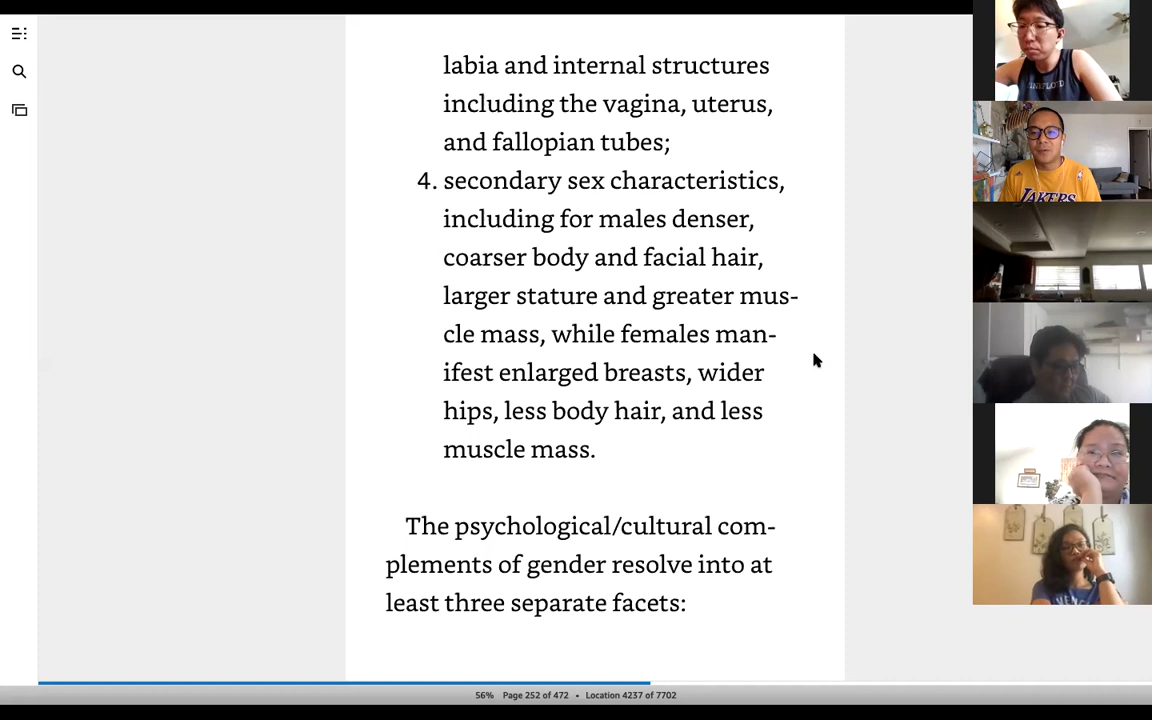 labia and internal structures
including the vagina, uterus,
and fallopian tubes;
4. secondary sex characteristics,
including for males denser,
coarser body and facial hair,
larger stature and greater mus-
cle mass, while females man-
ifest enlarged breasts, wider
hips, less body hair, and less
muscle mass.
The psychological/cultural com-
plements of gender resolve into at
least three separate facets:
56% Page 252 of 472 • Location 4237 of 7702
LAKERS